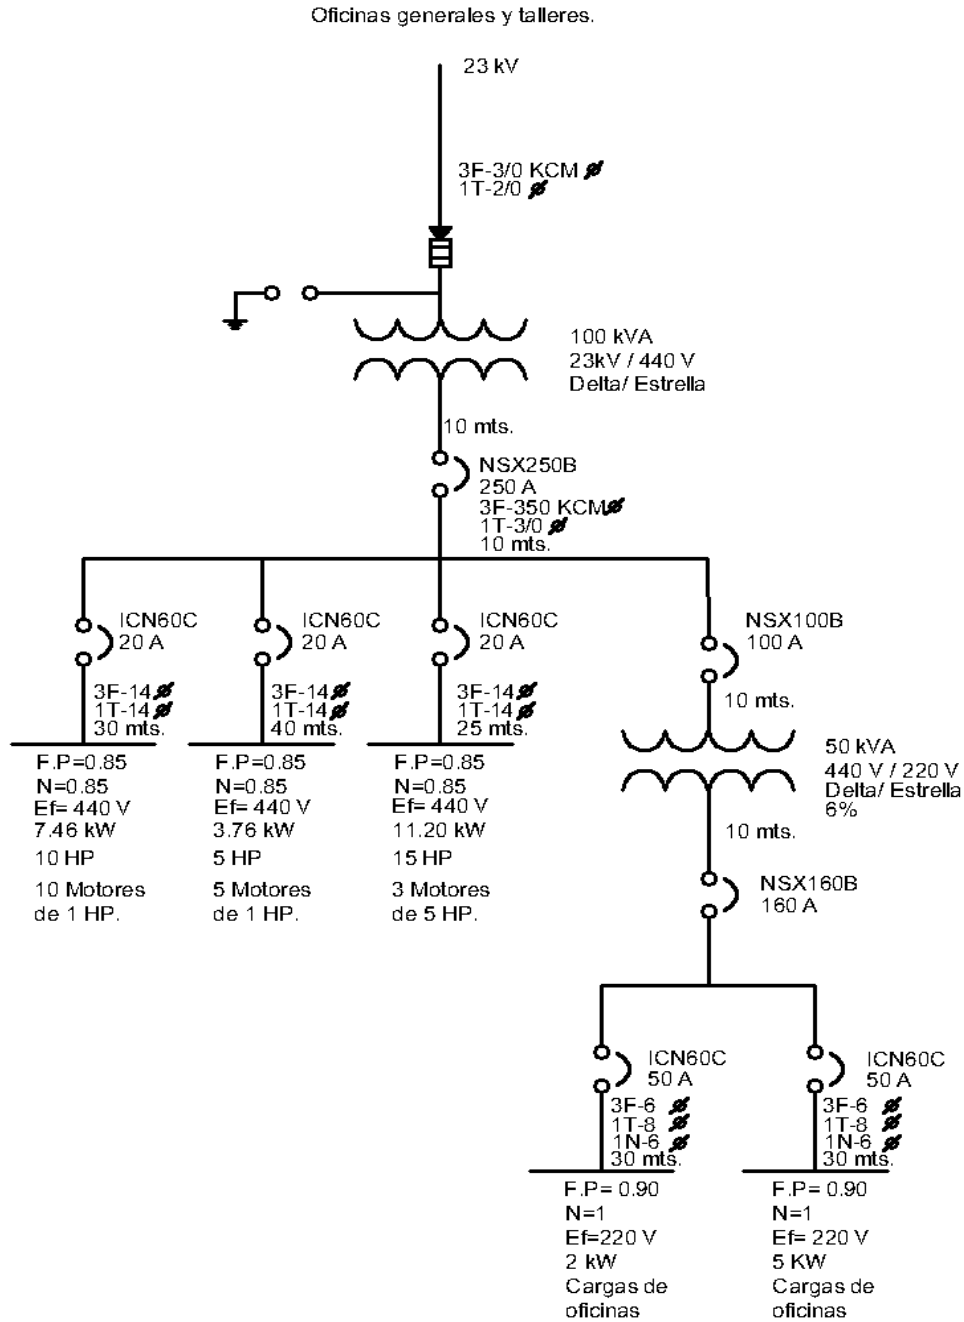 Oficinas generales y talleres.
23 kV
3F-3/0 KCM
1T-2/0
100 kVA
23kV / 440 V
Delta/ Estrella
10 mts.
NSX250B
250 A
3F-350 KCM
1T-3/0
10 mts.
ICN60C
20 A
3F-14
1T-14
30 mts.
F.P=0.85
N=0.85
Ef= 440 V
7.46 kW
10 HP
10 Motores
de 1 HP.
ICN60C
20 A
3F-14
1T-14
40 mts.
F.P=0.85
N=0.85
Ef= 440 V
3.76 kW
5 HP
5 Motores
de 1 HP.
ICN60C
20 A
3F-14
1T-14
25 mts.
F.P=0.85
N=0.85
Ef= 440 V
11.20 kW
15 HP
3 Motores
de 5 HP.
NSX100B
100 A
10 mts.
50 kVA
440 V / 220 V
Delta/ Estrella
6%
10 mts.
NSX160B
160 A
ICN60C
50 A
3F-6
1T-8
1N-6
30 mts.
F.P= 0.90
N=1
Ef=220 V
2 kW
Cargas de
oficinas
ICN60C
50 A
3F-6
1T-8
1N-6
30 mts.
F.P= 0.90
N=1
Ef= 220 V
5 KW
Cargas de
oficinas